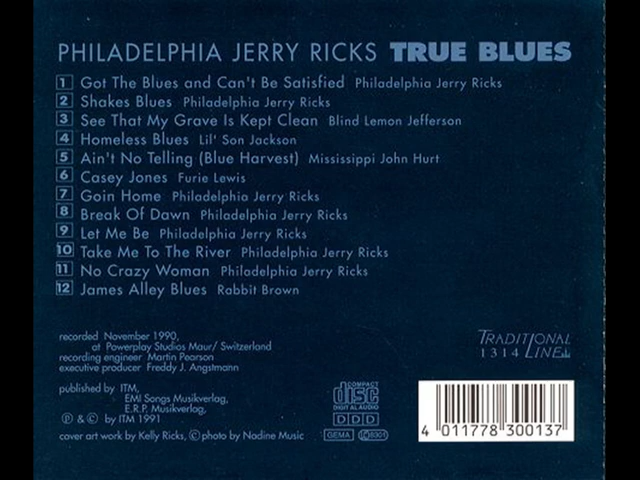 PHILADELPHIA JERRY RICKS TRUE BLUES
1 Got The Blues and Can't Be Satisfied Philadelphia Jerry Ricks
2 Shakes Blues Philadelphia Jerry Ricks
3 See That My Grave Is Kept Clean Blind Lemon Jefferson
4 Homeless Blues Lil' Son Jackson
5 Ain't No Telling (Blue Harvest) Mississippi John Hurt
6 Casey Jones Furie Lewis
7 Goin Home Philadelphia Jerry Ricks
8 Break Of Dawn Philadelphia Jerry Ricks
9 Let Me Be Philadelphia Jerry Ricks
10 Take Me To The River Philadelphia Jerry Ricks
11 No Crazy Woman Philadelphia Jerry Ricks
12 James Alley Blues Rabbit Brown
recorded November 1990,
at Powerplay Studios Maur/ Switzerland
recording engineer Martin Pearson
executive producer Freddy J. Angstmann
published by ITM,
EMI Songs Musikverlag,
E.R.P. Musikverlag,
℗ & © by ITM 1991
cover art work by Kelly Ricks, © photo by Nadine Music
COMPACT
disc
DIGITAL AUDIO
DDD
GEMA LC 8301
TRADITIONAL
1314 LINE
4 011778 300137